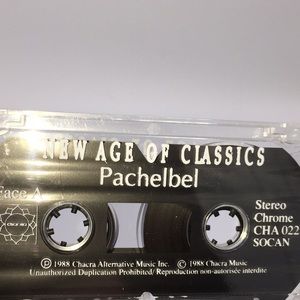 NEW AGE OF CLASSICS
Pachelbel
Face A
Stereo
Chrome
CHA 022
SOCAN
℗ 1988 Chacra Alternative Music Inc. © 1988 Chacra Music Inc.
Unauthorized Duplication Prohibited/ Reproduction non-autorisée interdite